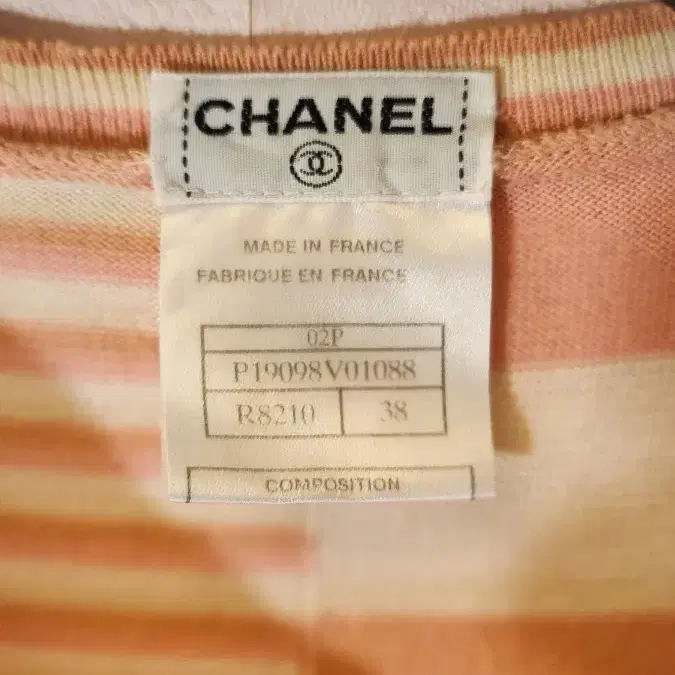 CHANEL
MADE IN FRANCE
FABRIQUE EN FRANCE
02P
P19098V01088
R8210 38
COMPOSITION